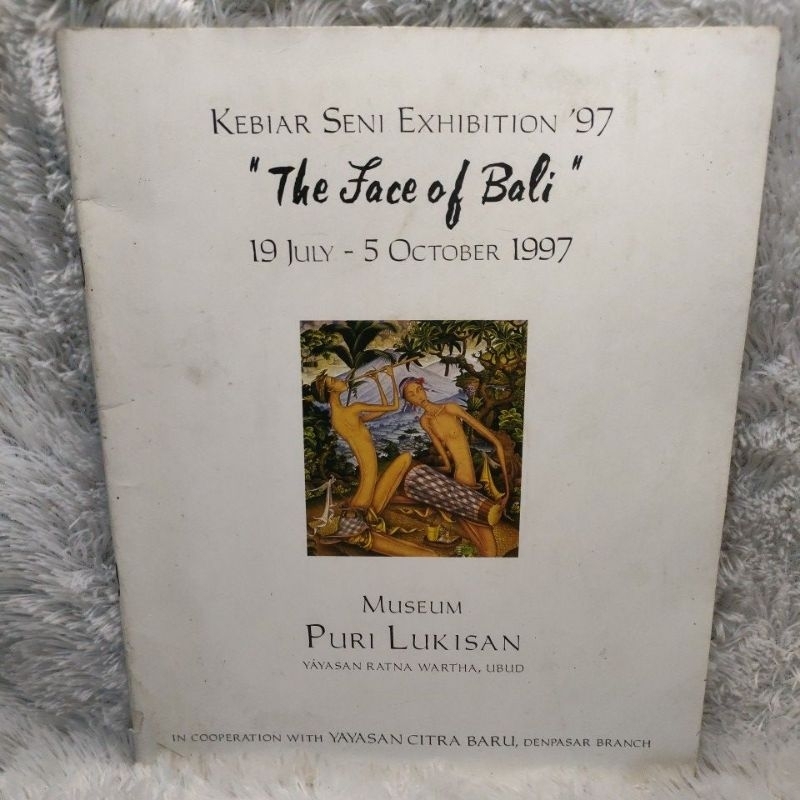 KEBIAR SENI EXHIBITION '97
"The Face of Bali"
19 JULY - 5 OCTOBER 1997
MUSEUM
PURI LUKISAN
YAYASAN RATNA WARTHA, UBUD
IN COOPERATION WITH YAYASAN CITRA BARU, DENPASAR BRANCH